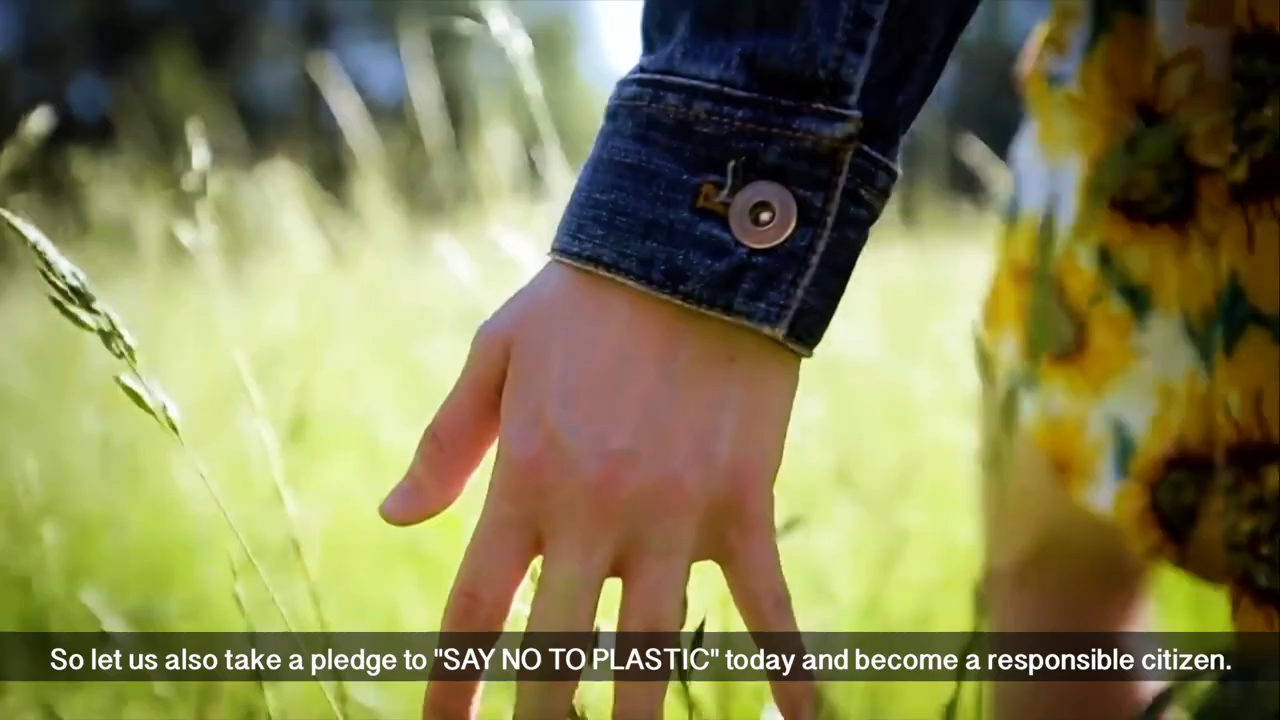 So let us also take a pledge to "SAY NO TO PLASTIC" today and become a responsible citizen.